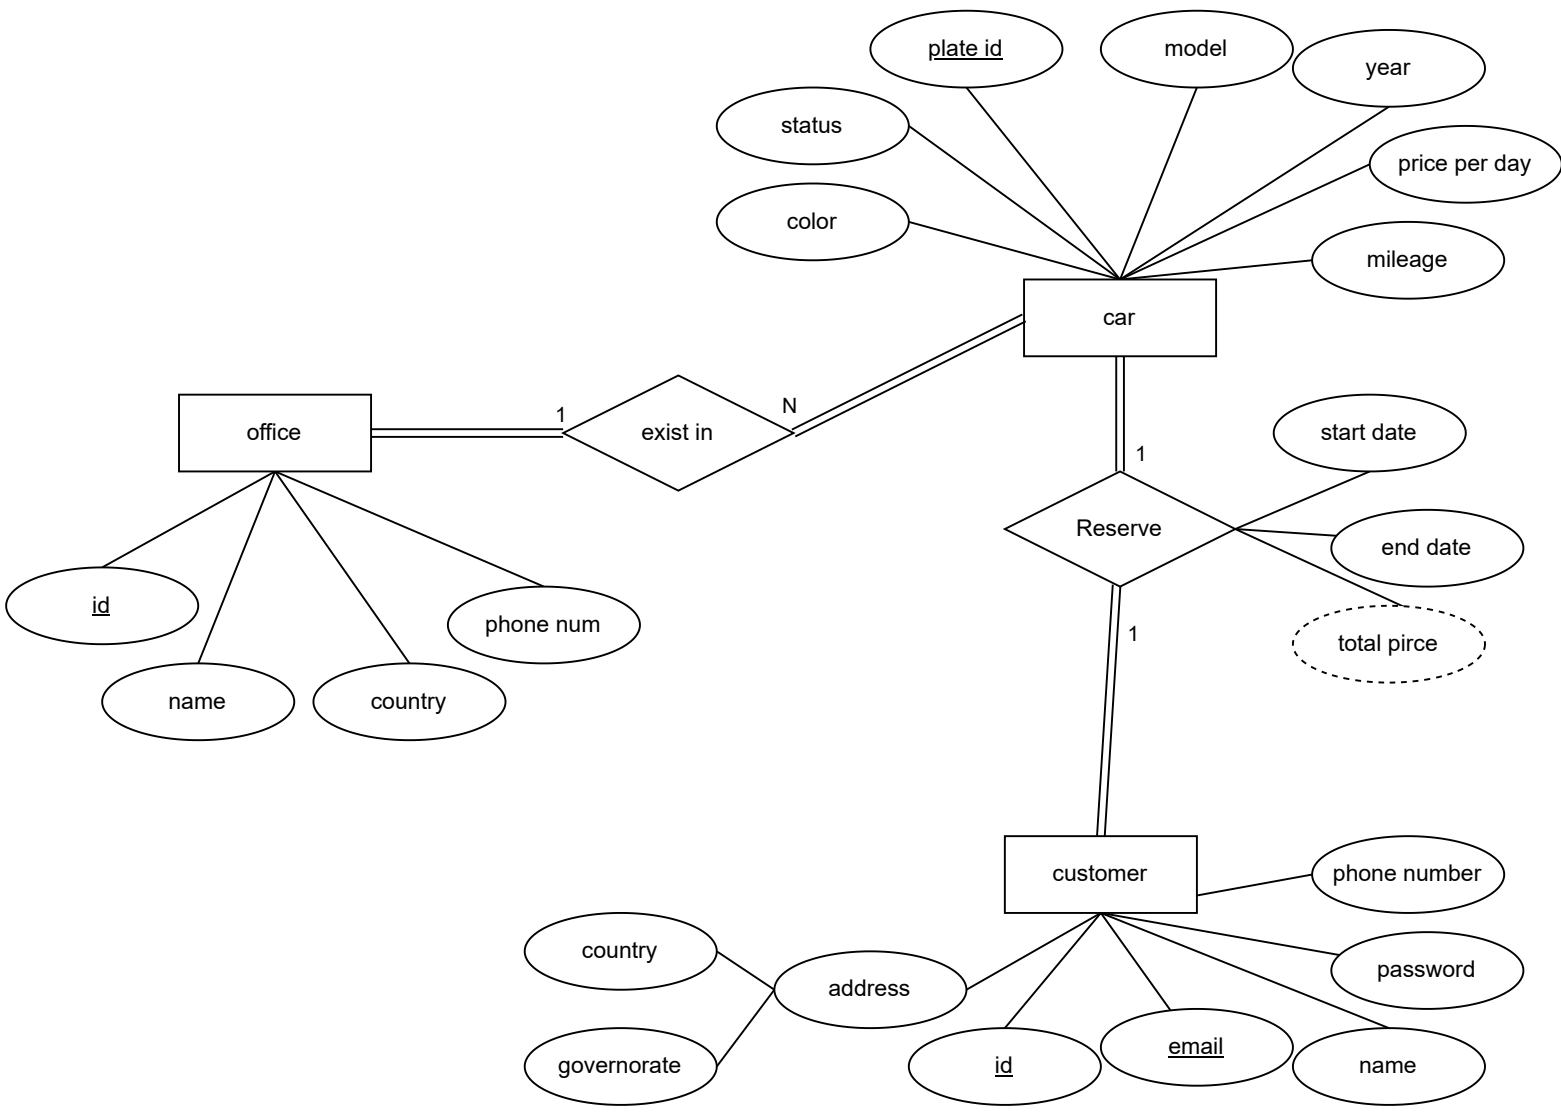 plate id
model
year
status
price per day
color
mileage
car
office
1
exist in
N
1
start date
Reserve
end date
id
phone num
1
total pirce
name
country
customer
phone number
country
address
password
governorate
id
email
name